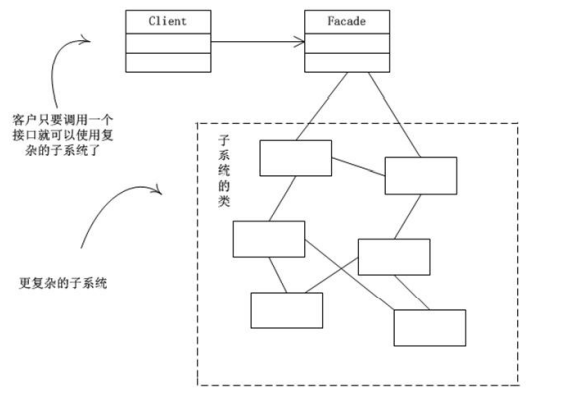 Client
Facade
客户只要调用一个
接口就可以使用复
杂的子系统了
子系统的类
更复杂的子系统